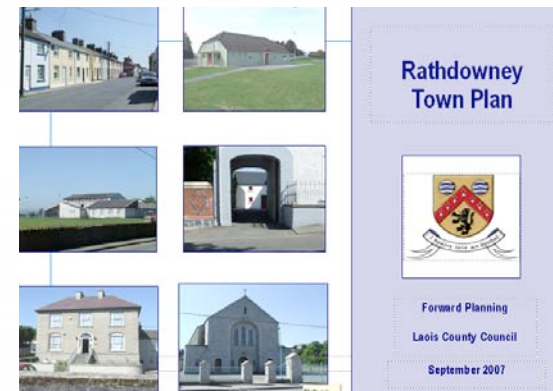 Rathdowney
Town Plan
Forward Planning
Laois County Council
September 2007